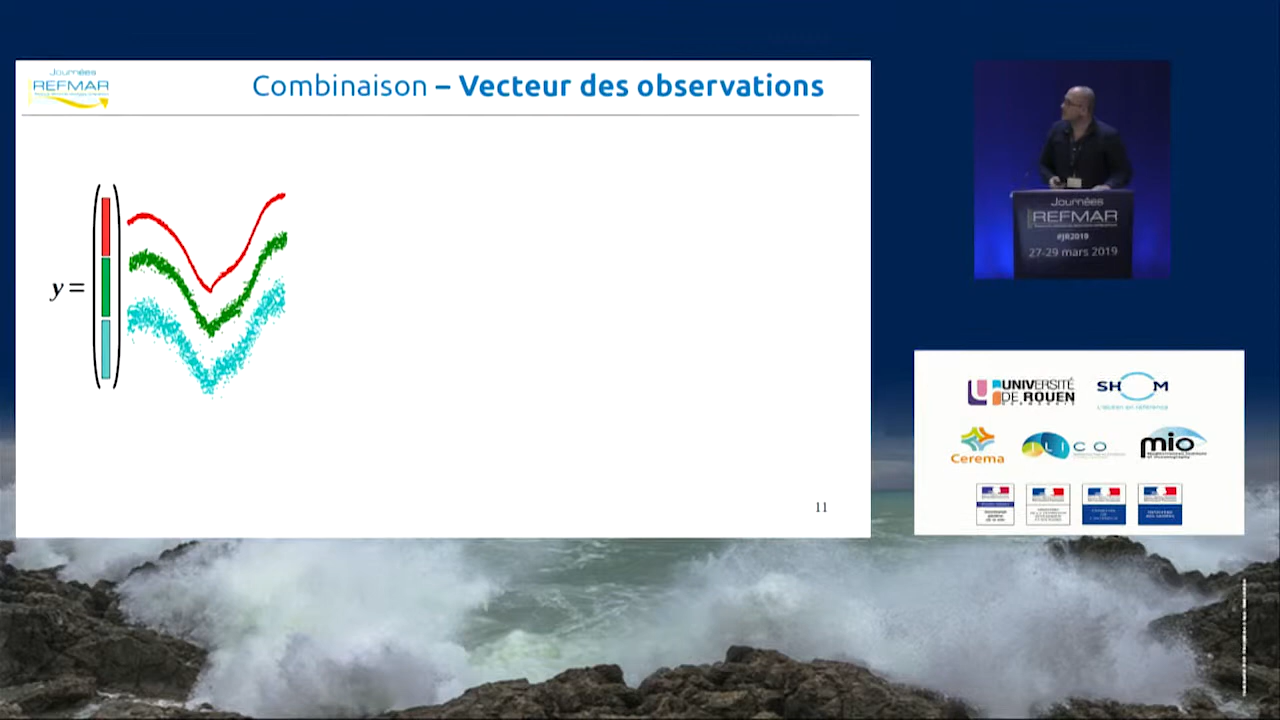 Journées
REFMAR
Combinaison – Vecteur des observations
y =
11
Journées
REFMAR
#JR2019
27-29 mars 2019
UNIVERSITÉ
DE ROUEN
SHOM
Cerema
ILICO
mio